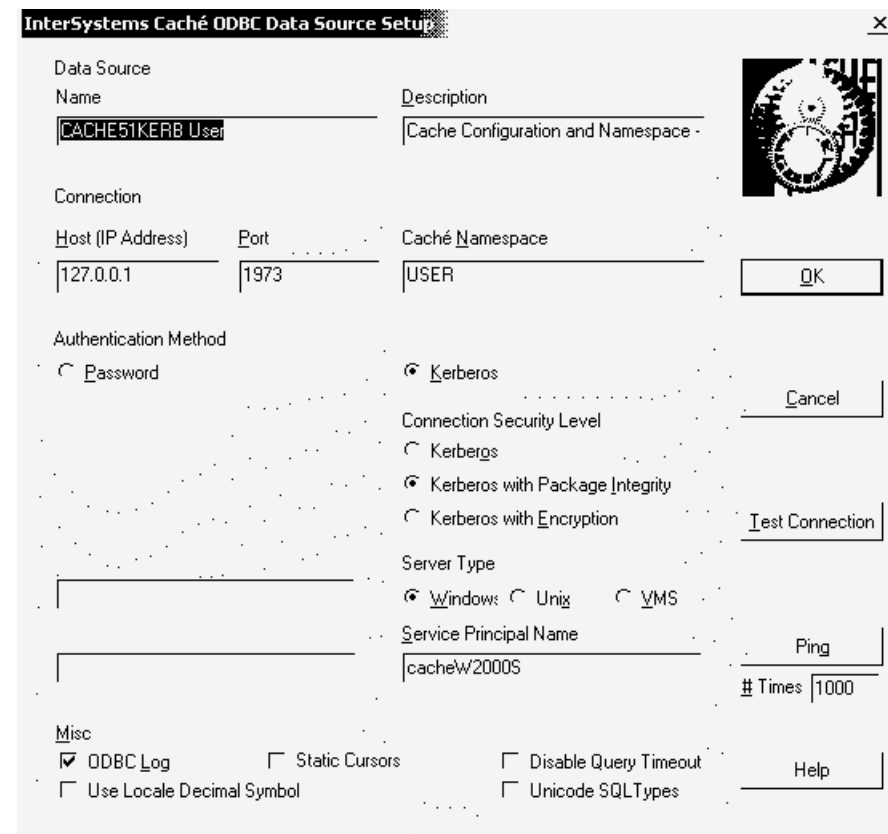 InterSystems Caché ODBC Data Source Setup
Data Source
Name Description
CACHE51KERB User Cache Configuration and Namespace -
Connection
Host (IP Address) Port Caché Namespace
127.0.0.1 1973 USER OK
Authentication Method
Password Kerberos
Cancel
Connection Security Level
Kerberos
Kerberos with Package Integrity
Kerberos with Encryption Test Connection
Server Type
Windows Unix VMS
Service Principal Name Ping
cacheW2000S
# Times 1000
Misc
ODBC Log Static Cursors Disable Query Timeout Help
Use Locale Decimal Symbol Unicode SQLTypes